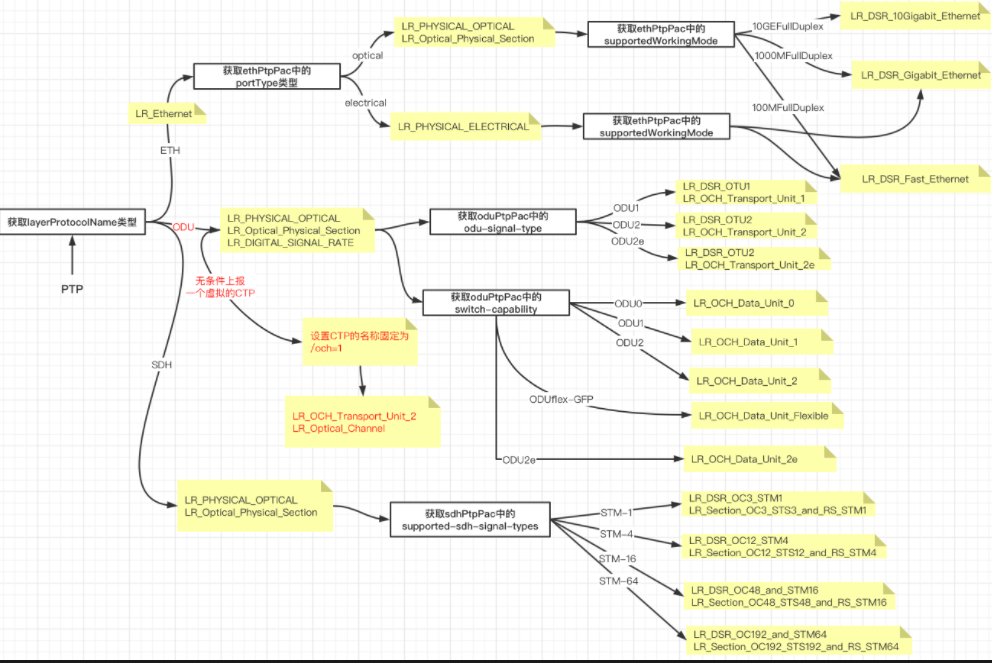 LR_PHYSICAL_OPTICAL
LR_Optical_Physical_Section
获取ethPtpPac中的
supportedWorkingMode
10GEFullDuplex
LR_DSR_10Gigabit_Ethernet
1000MFullDuplex
LR_DSR_Gigabit_Ethernet
optical
获取ethPtpPac中的
portType类型
electrical
100MFullDuplex
LR_Ethernet
LR_PHYSICAL_ELECTRICAL
获取ethPtpPac中的
supportedWorkingMode
ETH
LR_DSR_Fast_Ethernet
获取layerProtocolName类型
PTP
ODU
LR_PHYSICAL_OPTICAL
LR_Optical_Physical_Section
LR_DIGITAL_SIGNAL_RATE
获取oduPtpPac中的
odu-signal-type
ODU1
LR_DSR_OTU1
LR_OCH_Transport_Unit_1
ODU2
LR_DSR_OTU2
LR_OCH_Transport_Unit_2
ODU2e
LR_DSR_OTU2
LR_OCH_Transport_Unit_2e
无条件上报
一个虚拟的CTP
获取oduPtpPac中的
switch-capability
ODU0
LR_OCH_Data_Unit_0
ODU1
LR_OCH_Data_Unit_1
ODU2
LR_OCH_Data_Unit_2
设置CTP的名称固定为
/och=1
ODUflex-GFP
LR_OCH_Data_Unit_Flexible
LR_OCH_Transport_Unit_2
LR_Optical_Channel
ODU2e
LR_OCH_Data_Unit_2e
SDH
LR_PHYSICAL_OPTICAL
LR_Optical_Physical_Section
获取sdhPtpPac中的
supported-sdh-signal-types
STM-1
LR_DSR_OC3_STM1
LR_Section_OC3_STS3_and_RS_STM1
STM-4
LR_DSR_OC12_STM4
LR_Section_OC12_STS12_and_RS_STM4
STM-16
LR_DSR_OC48_and_STM16
LR_Section_OC48_STS48_and_RS_STM16
STM-64
LR_DSR_OC192_and_STM64
LR_Section_OC192_STS192_and_RS_STM64